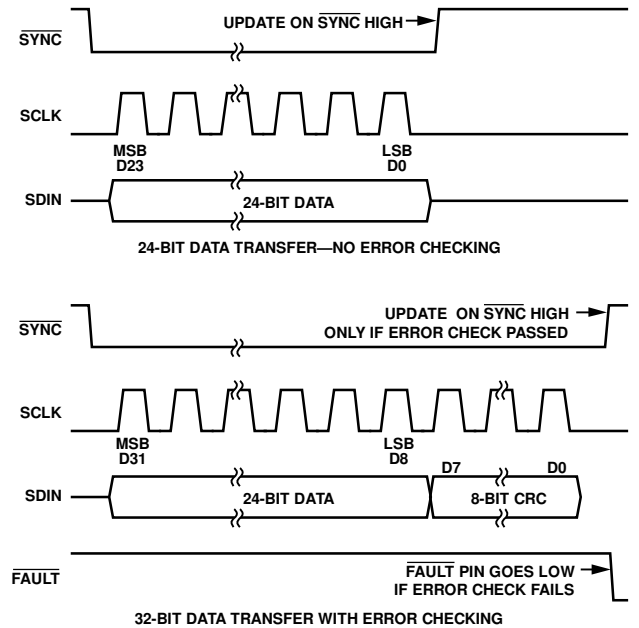 UPDATE ON SYNC HIGH
SYNC
SCLK
MSB
D23
LSB
D0
SDIN
24-BIT DATA
24-BIT DATA TRANSFER—NO ERROR CHECKING
UPDATE ON SYNC HIGH
ONLY IF ERROR CHECK PASSED
SYNC
SCLK
MSB
D31
LSB
D8
D7
D0
SDIN
24-BIT DATA
8-BIT CRC
FAULT
FAULT PIN GOES LOW
IF ERROR CHECK FAILS
32-BIT DATA TRANSFER WITH ERROR CHECKING